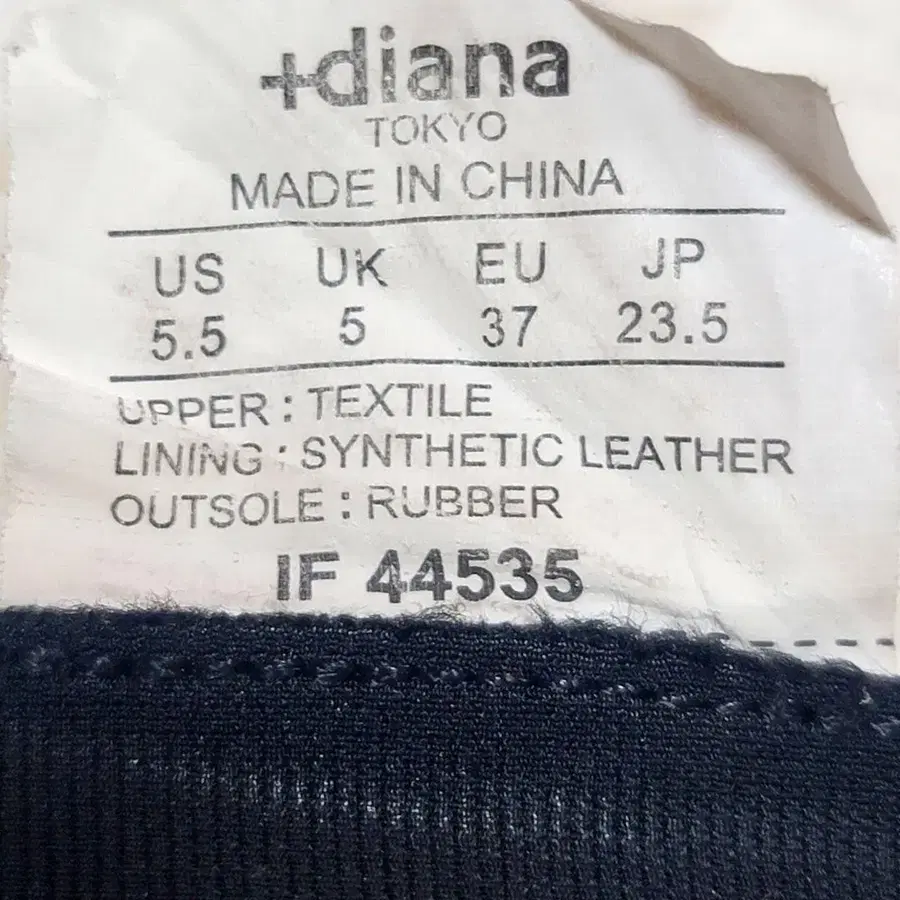 +diana
TOKYO
MADE IN CHINA
US UK EU JP
5.5 5 37 23.5
UPPER : TEXTILE
LINING : SYNTHETIC LEATHER
OUTSOLE : RUBBER
IF 44535